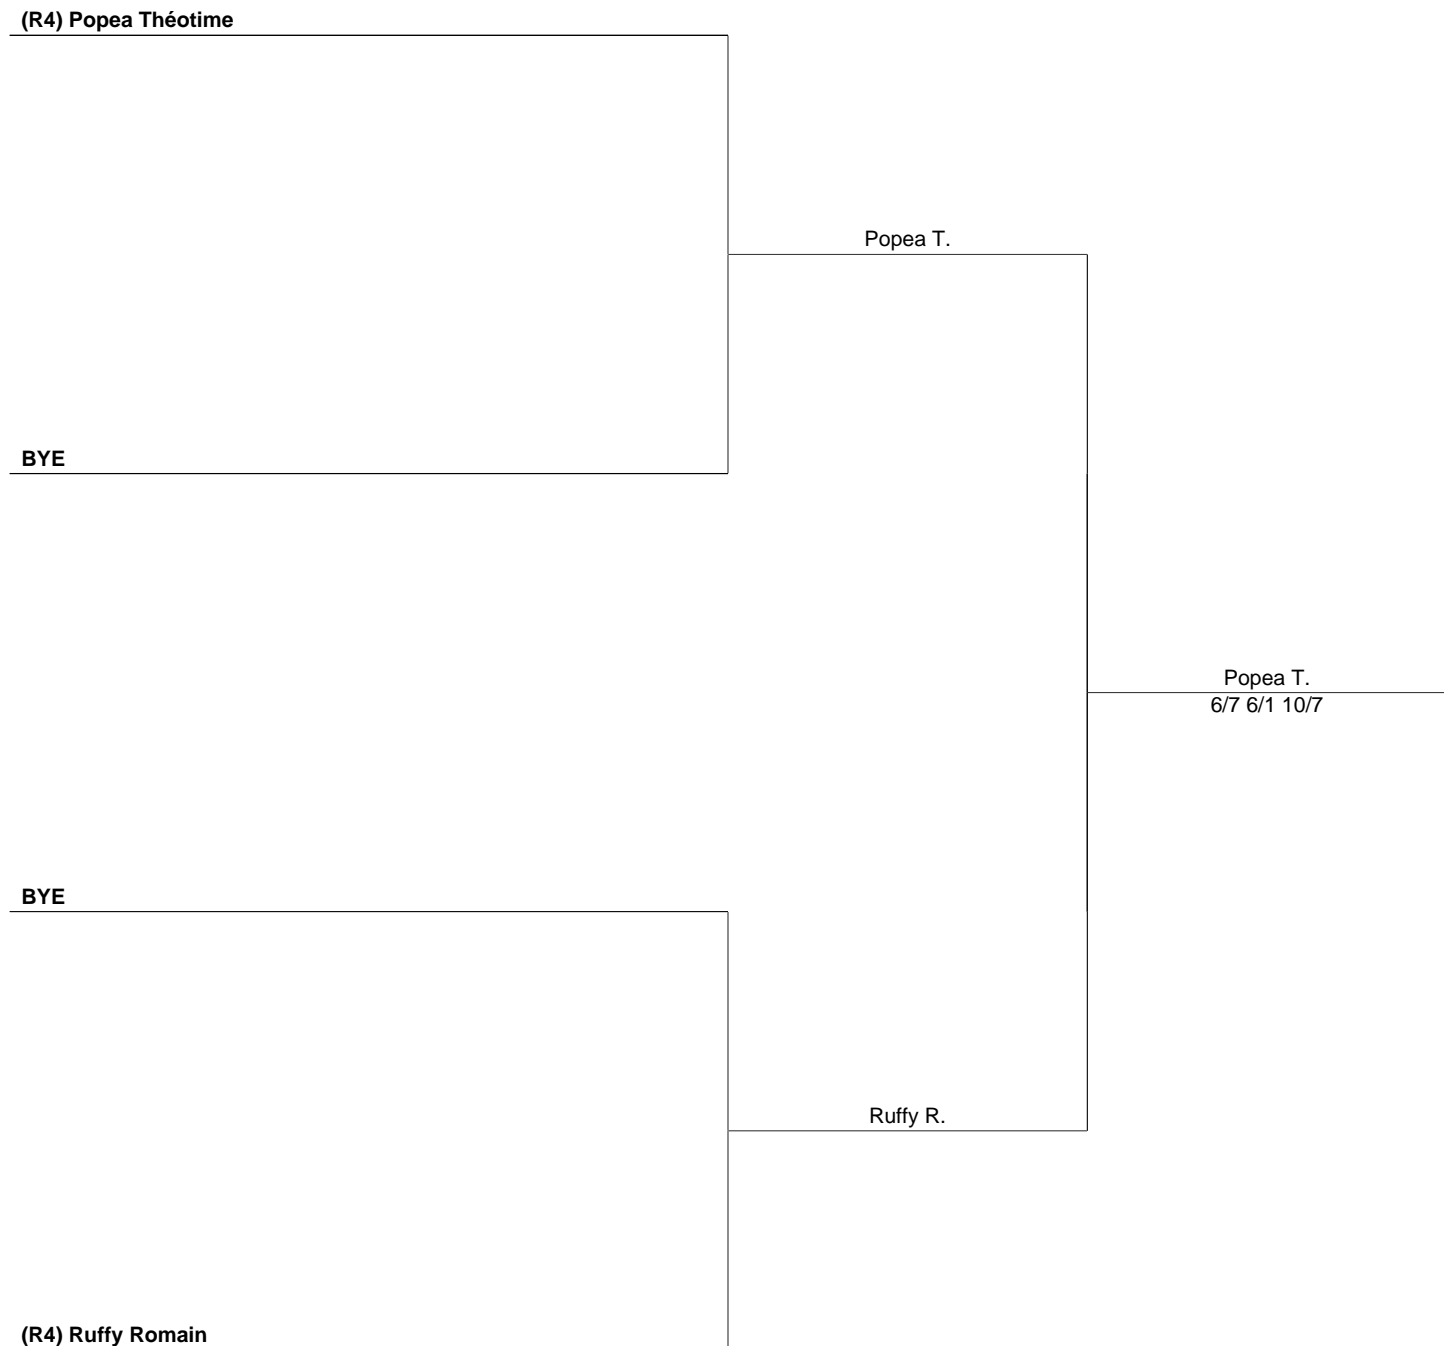 (R4) Popea Théotime
Popea T.
BYE
Popea T.
6/7 6/1 10/7
BYE
Ruffy R.
(R4) Ruffy Romain